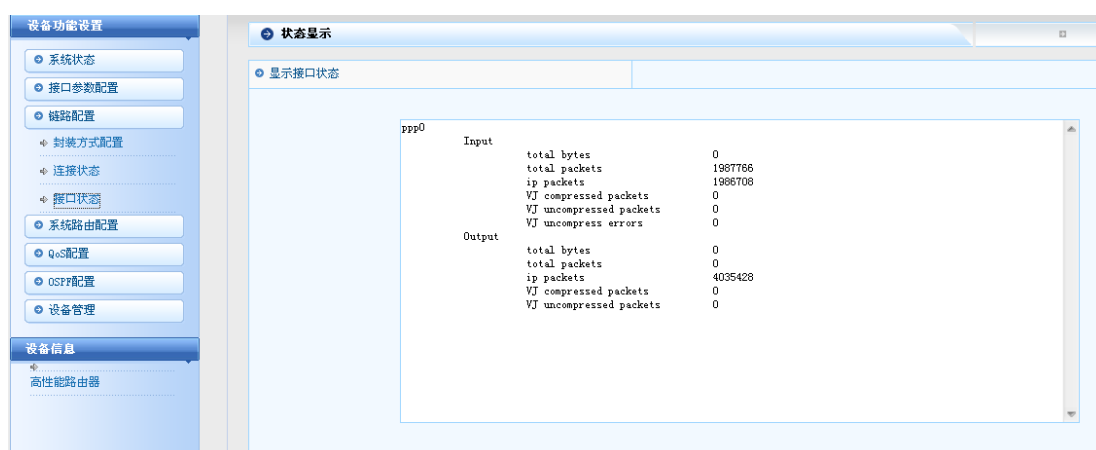 设备功能设置
系统状态
接口参数配置
链路配置
封装方式配置
连接状态
接口状态
系统路由配置
QoS配置
OSPF配置
设备管理
设备信息
高性能路由器
状态显示
显示接口状态
ppp0
Input
total bytes 0
total packets 1987766
ip packets 1986708
VJ compressed packets 0
VJ uncompressed packets 0
VJ uncompress errors 0
Output
total bytes 0
total packets 0
ip packets 4035428
VJ compressed packets 0
VJ uncompressed packets 0